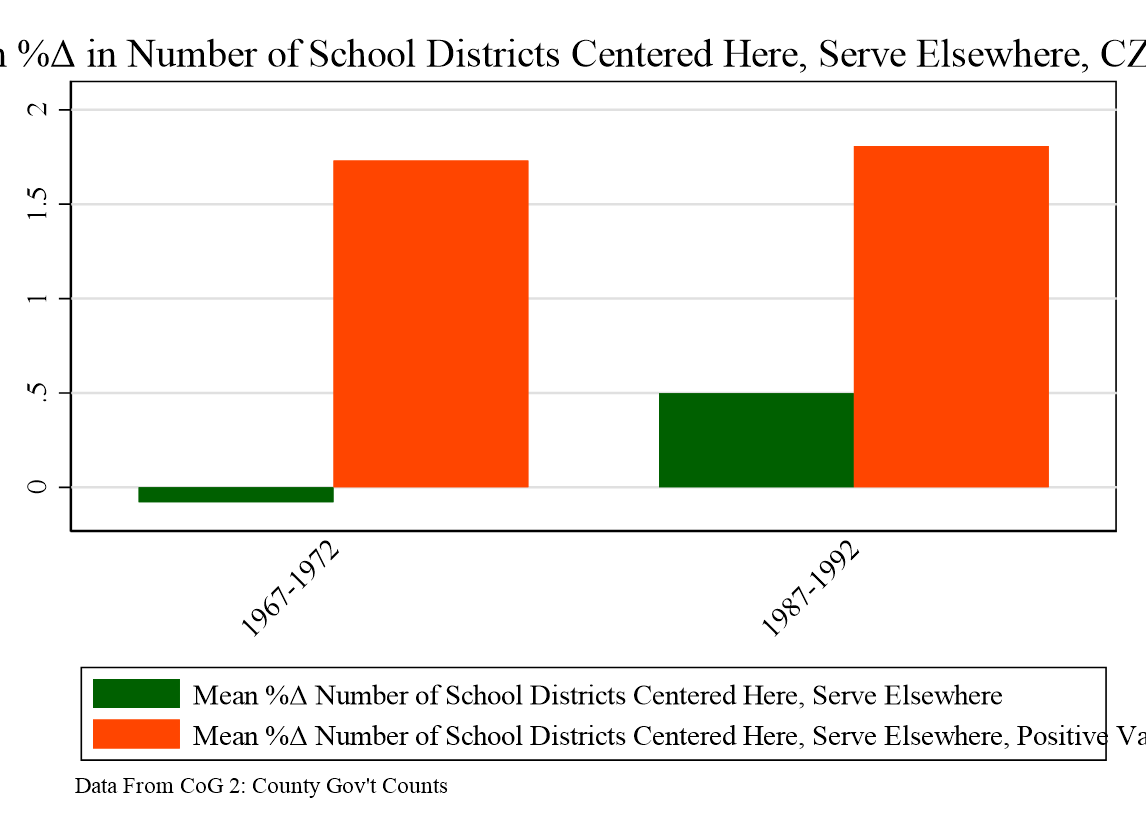 %Δ in Number of School Districts Centered Here, Serve Elsewhere, CZ
2
1.5
1
.5
0
1967-1972
1987-1992
Mean %Δ Number of School Districts Centered Here, Serve Elsewhere
Mean %Δ Number of School Districts Centered Here, Serve Elsewhere, Positive
Data From CoG 2: County Gov't Counts